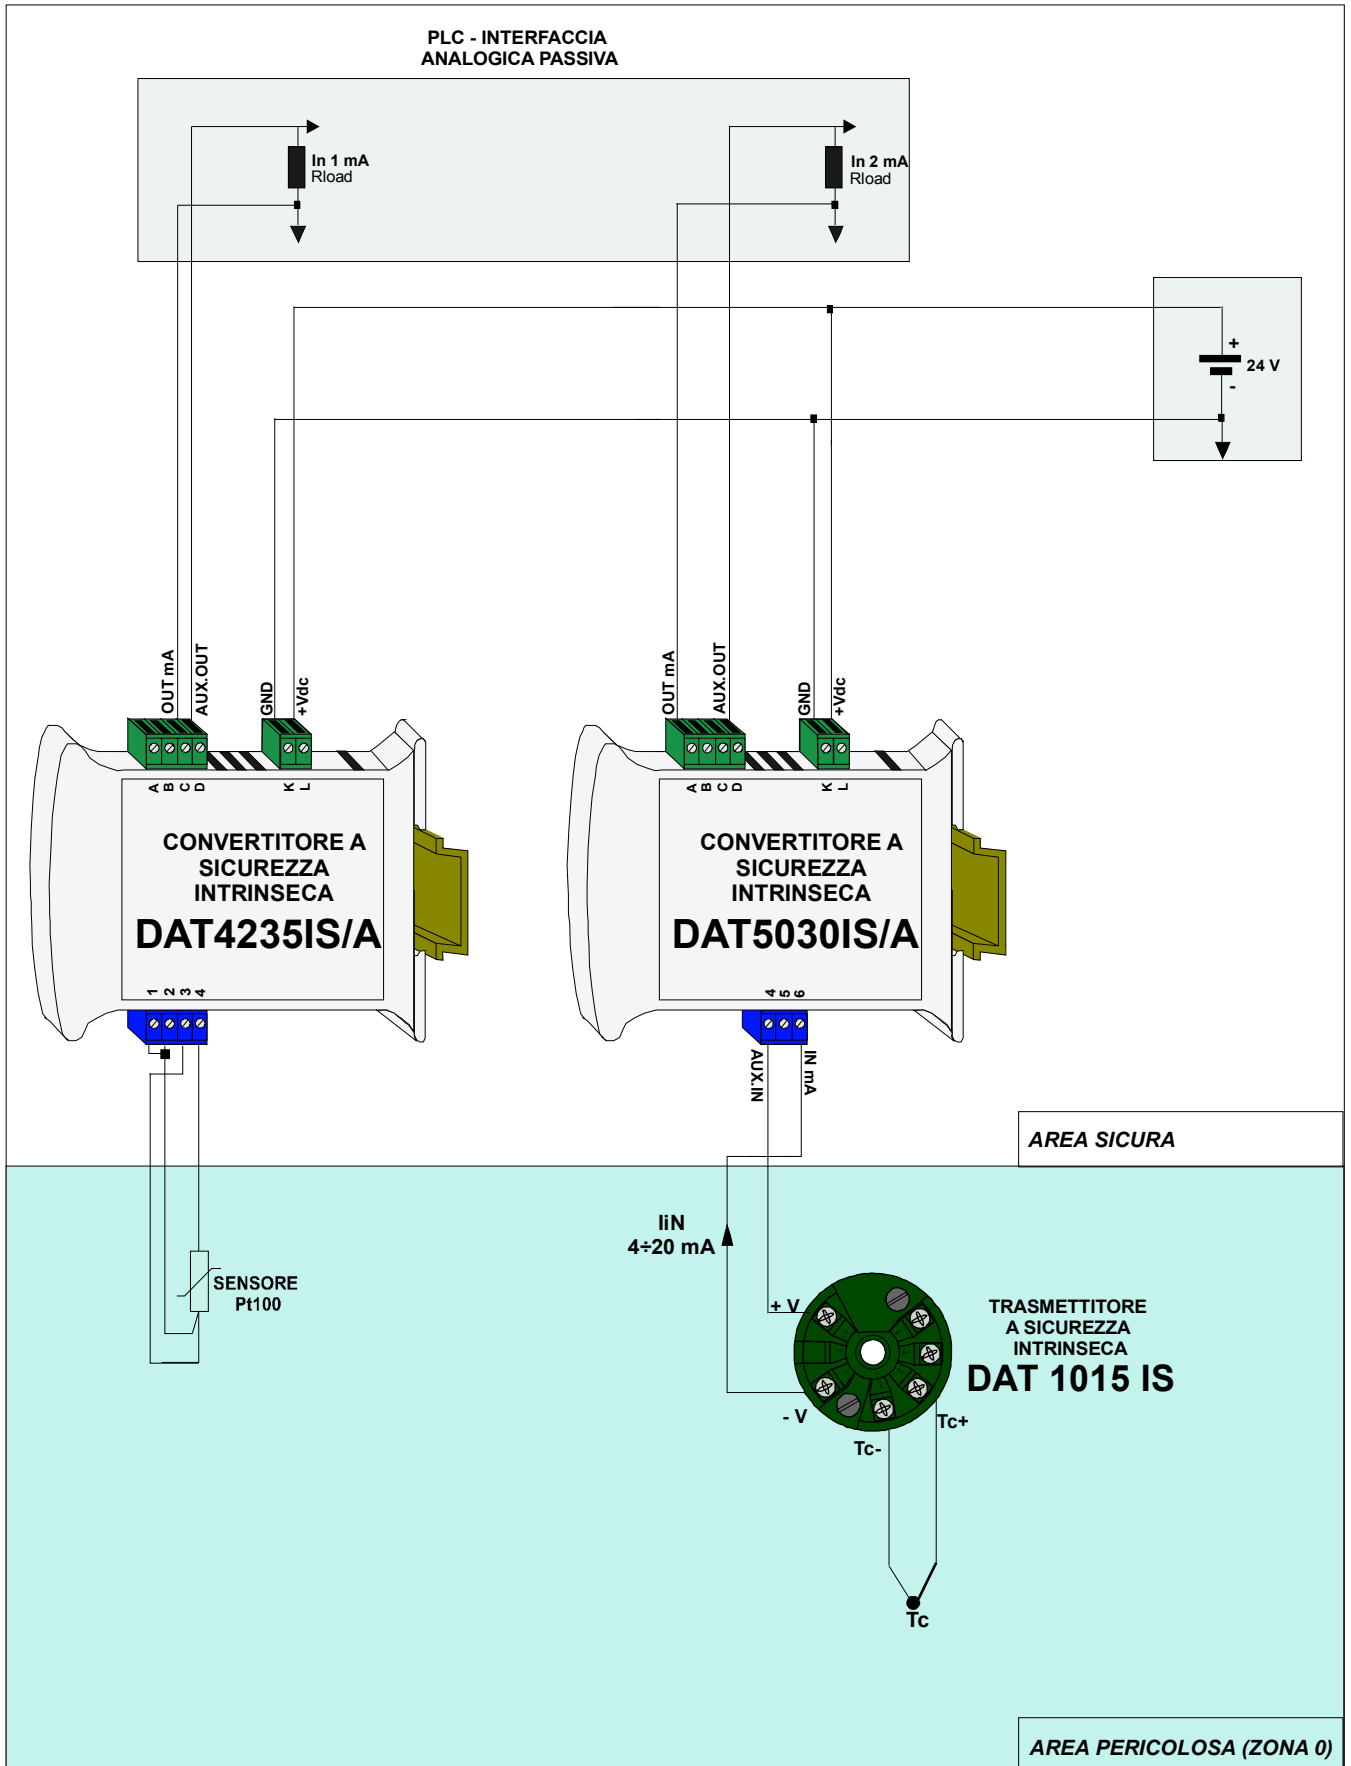 PLC - INTERFACCIA
ANALOGICA PASSIVA
In 1 mA
Rload
In 2 mA
Rload
+
24 V
-
OUT mA
AUX.OUT
GND
+Vdc
OUT mA
AUX.OUT
GND
+Vdc
A B C D
K L
A B C D
K L
CONVERTITORE A
SICUREZZA
INTRINSECA
DAT4235IS/A
CONVERTITORE A
SICUREZZA
INTRINSECA
DAT5030IS/A
1 2 3 4
4 5 6
AUX.IN
IN mA
AREA SICURA
IiN
4÷20 mA
SENSORE
Pt100
+ V
- V
TRASMETTITORE
A SICUREZZA
INTRINSECA
DAT 1015 IS
Tc+
Tc-
Tc
AREA PERICOLOSA (ZONA 0)